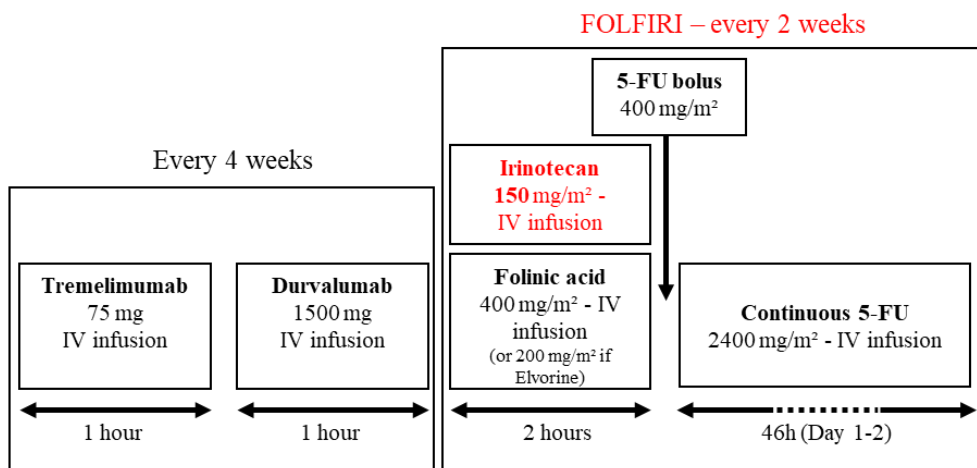 FOLFIRI – every 2 weeks
5-FU bolus
400 mg/m²
Every 4 weeks
Irinotecan
150 mg/m² -
IV infusion
Tremelimumab
75 mg
IV infusion
Durvalumab
1500 mg
IV infusion
Folinic acid
400 mg/m² - IV
infusion
(or 200 mg/m² if
Elvorine)
Continuous 5-FU
2400 mg/m² - IV infusion
1 hour
1 hour
2 hours
46h (Day 1-2)